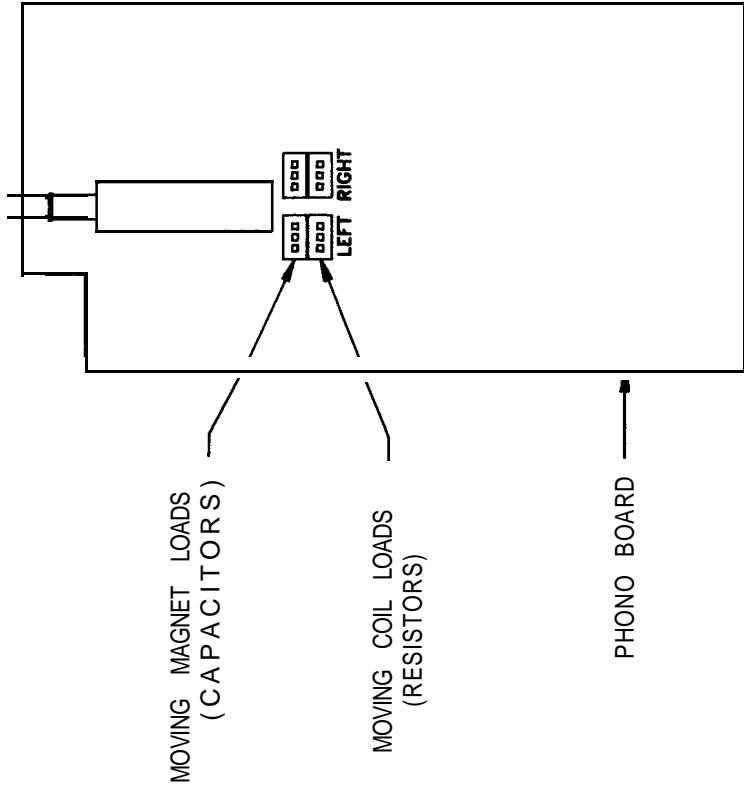 MOVING MAGNET LOADS
(CAPACITORS)
MOVING COIL LOADS
(RESISTORS)
PHONO BOARD
LEFT RIGHT